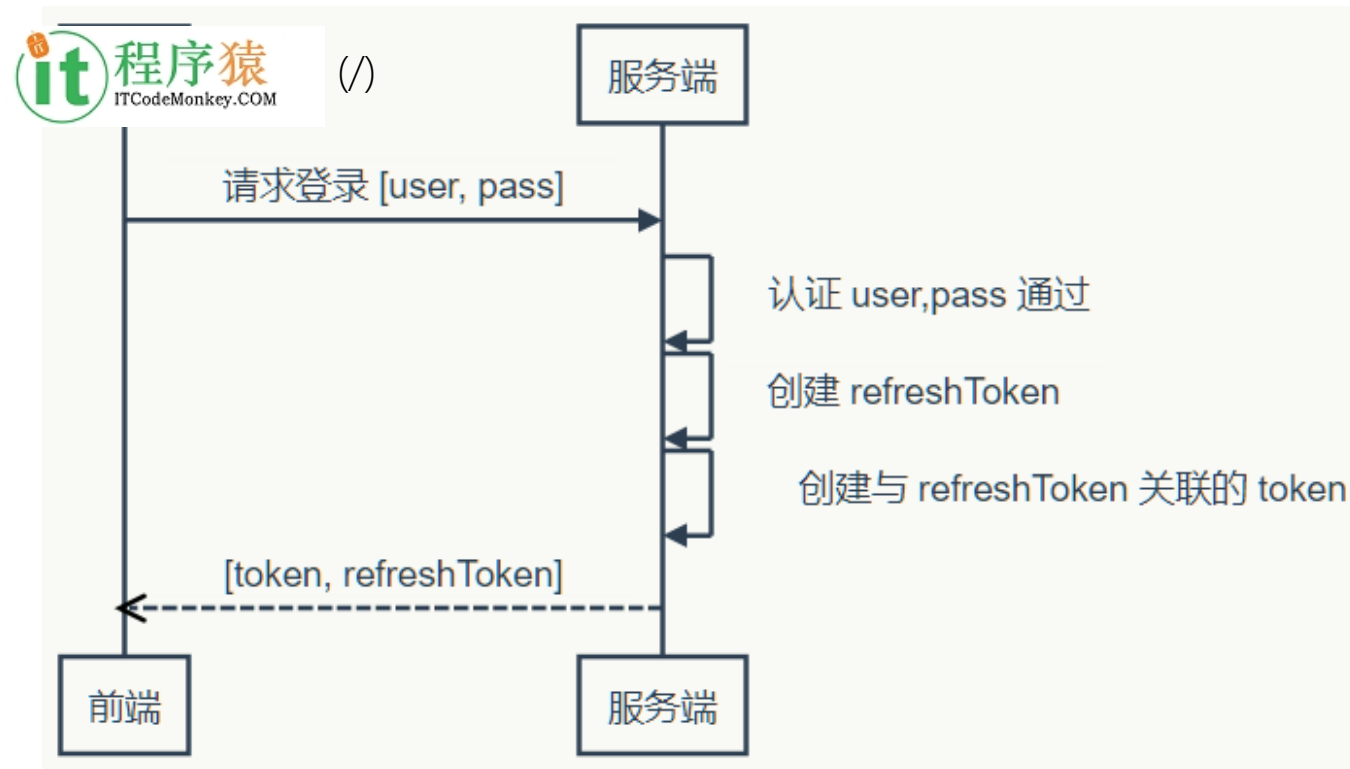 it 程序猿
ITCodeMonkey.COM
(/)
服务端
请求登录 [user, pass]
认证 user,pass 通过
创建 refreshToken
创建与 refreshToken 关联的 token
[token, refreshToken]
前端
服务端